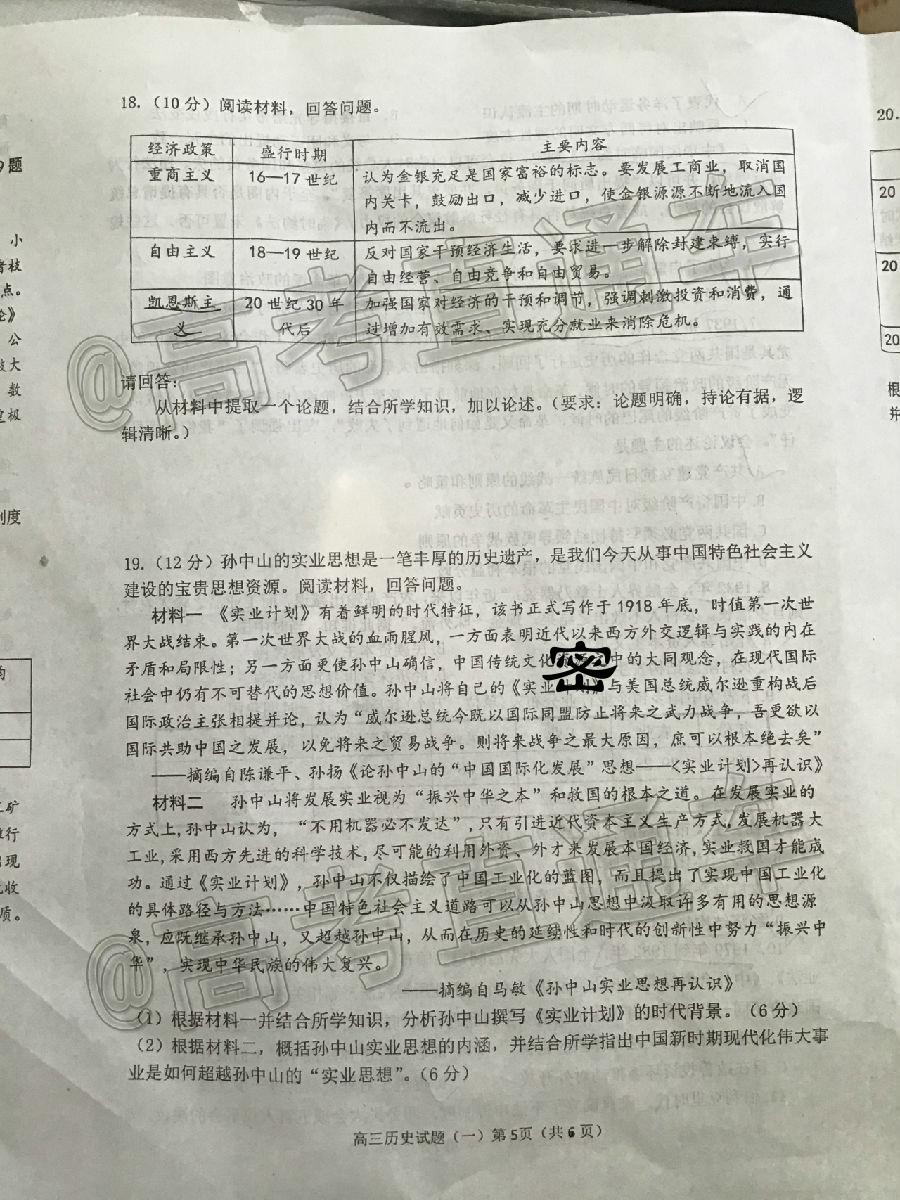 18.（10分）阅读材料，回答问题。
经济政策 盛行时期 主要内容
重商主义 16—17世纪 认为金银充足是国家富裕的标志。要发展工商业，取消国
内关卡，鼓励出口，减少进口，使金银源源不断地流入国
内而不流出。
自由主义 18—19世纪 反对国家干预经济生活，要求进一步解除封建束缚，实行
自由经营、自由竞争和自由贸易。
凯恩斯主 20世纪30年 加强国家对经济的干预和调节，强调刺激投资和消费，通
义 代后 过增加有效需求、实现充分就业来消除危机。
请回答：
从材料中提取一个论题，结合所学知识，加以论述。（要求：论题明确，持论有据，逻
辑清晰。）
19.（12分）孙中山的实业思想是一笔丰厚的历史遗产，是我们今天从事中国特色社会主义
建设的宝贵思想资源。阅读材料，回答问题。
材料一 《实业计划》有着鲜明的时代特征，该书正式写作于1918年底，时值第一次世
界大战结束。第一次世界大战的血雨腥风，一方面表明近代以来西方外交逻辑与实践的内在
矛盾和局限性；另一方面更使孙中山确信，中国传统文化 中的大同观念，在现代国际
社会中仍有不可替代的思想价值。孙中山将自己的《实业计划》与美国总统威尔逊重构战后
国际政治主张相提并论，认为“威尔逊总统今既以国际同盟防止将来之武力战争，吾更欲以
国际共助中国之发展，以免将来之贸易战争。则将来战争之最大原因，庶可以根本绝去矣”
——摘编自陈谦平、孙扬《论孙中山的“中国国际化发展”思想——<实业计划>再认识》
材料二 孙中山将发展实业视为“振兴中华之本”和救国的根本之道。在发展实业的
方式上，孙中山认为，“不用机器必不发达”，只有引进近代资本主义生产方式，发展机器大
工业，采用西方先进的科学技术，尽可能的利用外资、外才来发展本国经济，实业救国才能成
功。通过《实业计划》，孙中山不仅描绘了中国工业化的蓝图，而且提出了实现中国工业化
的具体路径与方法……中国特色社会主义道路可以从孙中山思想中汲取许多有用的思想源
泉，应既继承孙中山，又超越孙中山，从而在历史的延续性和时代的创新性中努力“振兴中
华”，实现中华民族的伟大复兴。
——摘编自马敏《孙中山实业思想再认识》
（1）根据材料一并结合所学知识，分析孙中山撰写《实业计划》的时代背景。（6分）
（2）根据材料二，概括孙中山实业思想的内涵，并结合所学指出中国新时期现代化伟大事
业是如何超越孙中山的“实业思想”。（6分）
高三历史试题（一）第5页（共6页）
密
@高考直通车
@高考直通车
题
小
点。
公
数
制度
矿
20.
20
20
20
根
并